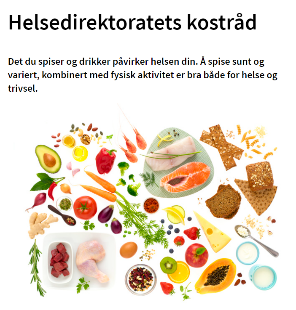 Helsedirektoratets kostråd
Det du spiser og drikker påvirker helsen din. Å spise sunt og
variert, kombinert med fysisk aktivitet er bra både for helse og
trivsel.